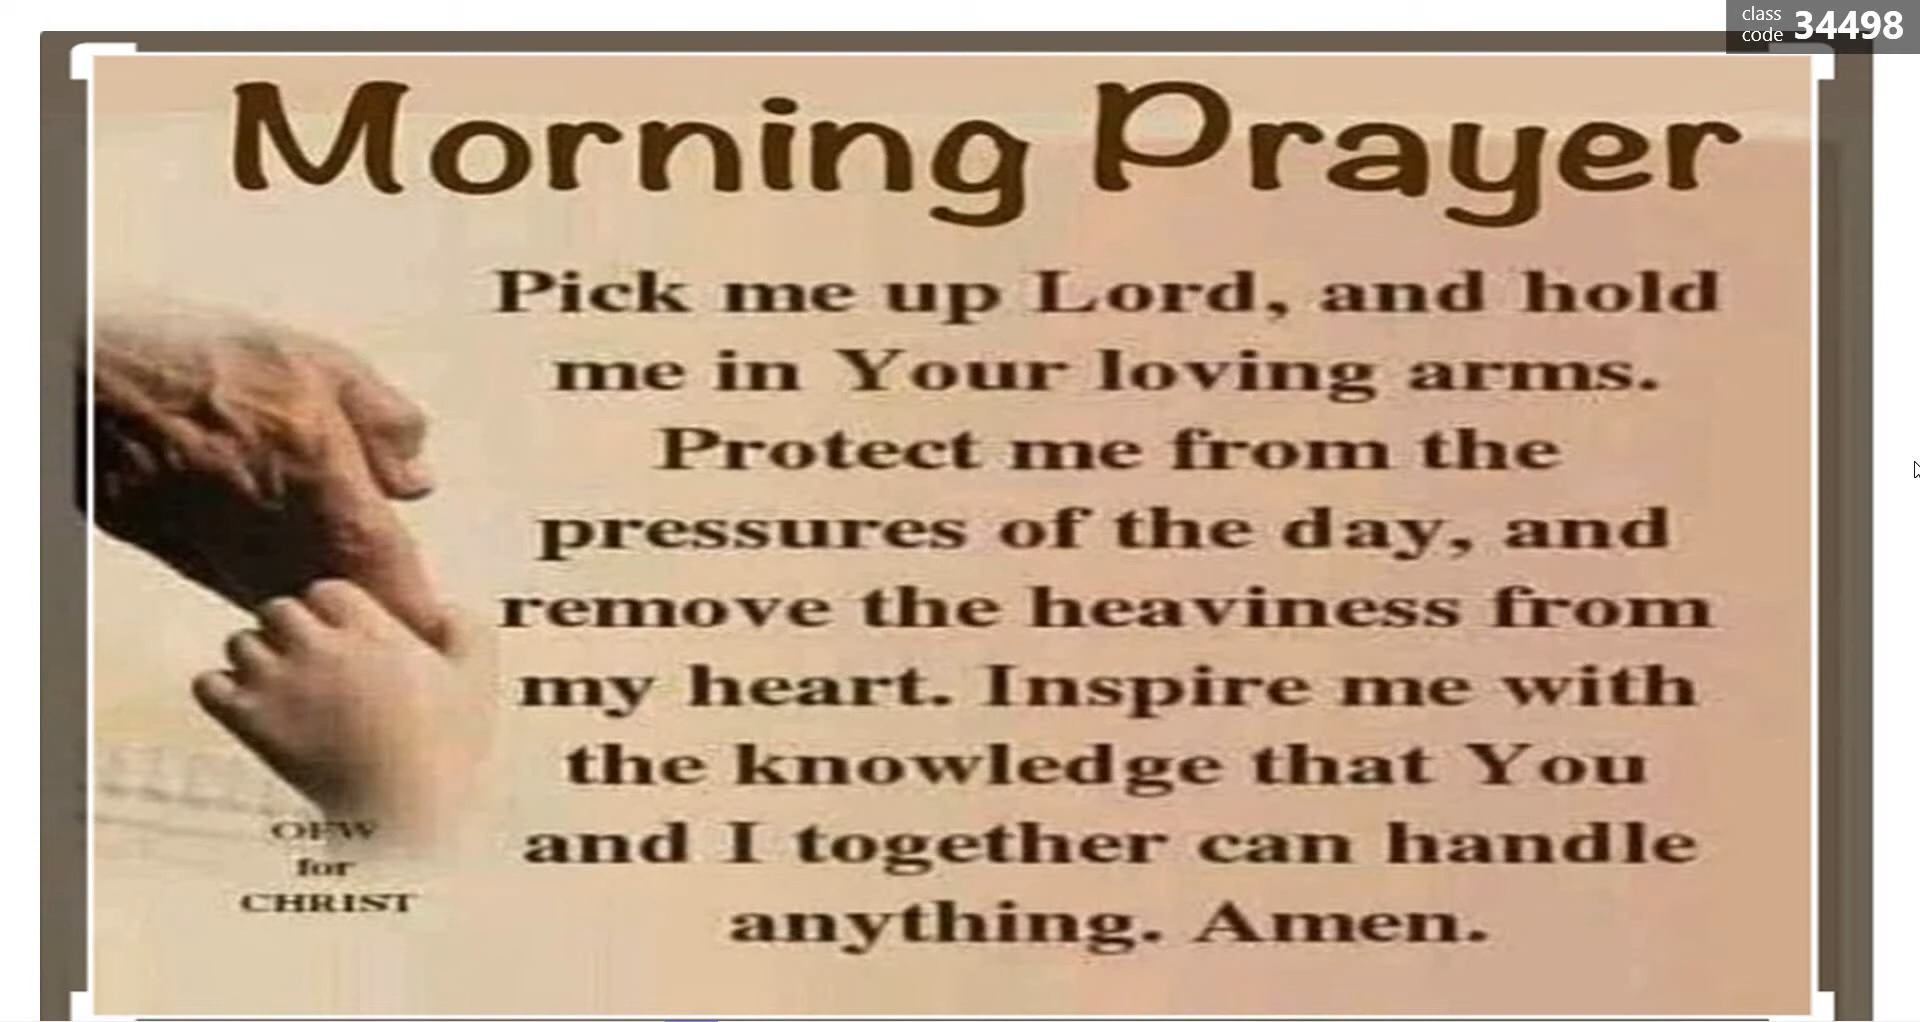 class
code 34498
Morning Prayer
Pick me up Lord, and hold
me in Your loving arms.
Protect me from the
pressures of the day, and
remove the heaviness from
my heart. Inspire me with
the knowledge that You
and I together can handle
anything. Amen.
OFW
for
CHRIST